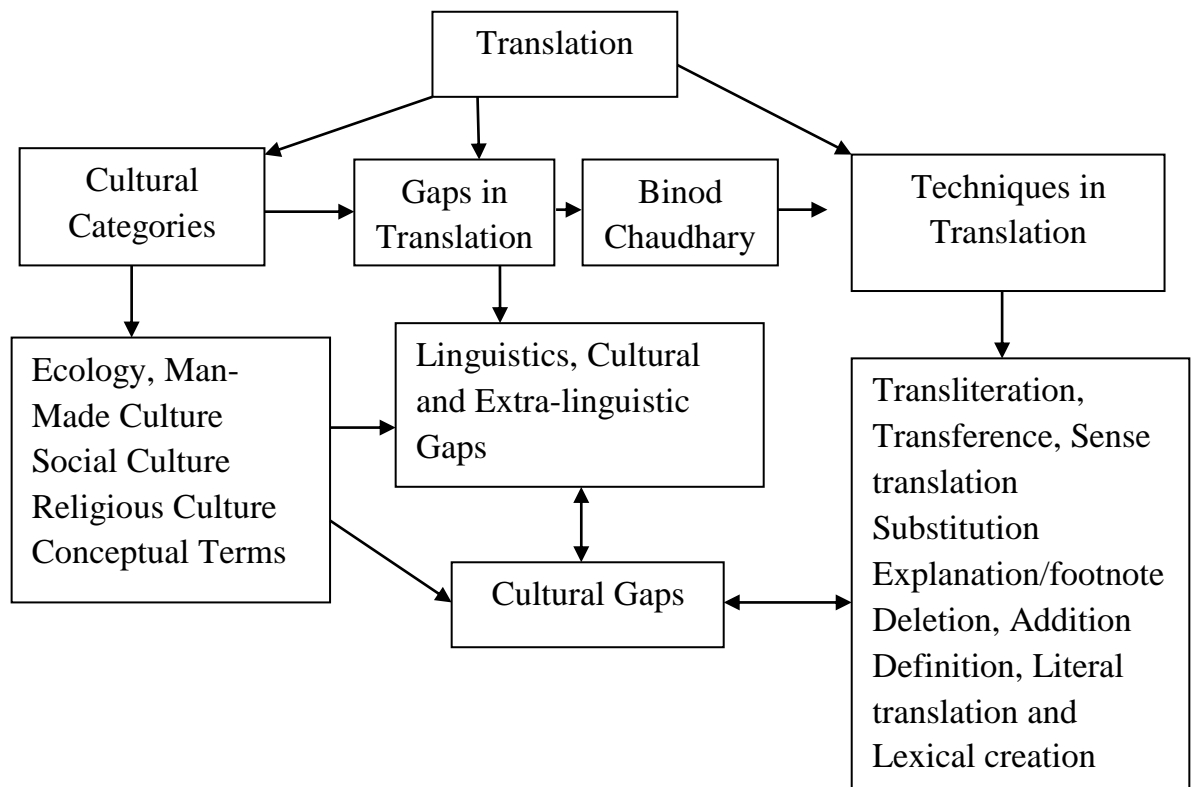 Translation
Cultural
Categories
Gaps in
Translation
Binod
Chaudhary
Techniques in
Translation
Ecology, Man-
Made Culture
Social Culture
Religious Culture
Conceptual Terms
Linguistics, Cultural
and Extra-linguistic
Gaps
Cultural Gaps
Transliteration,
Transference, Sense
translation
Substitution
Explanation/footnote
Deletion, Addition
Definition, Literal
translation and
Lexical creation